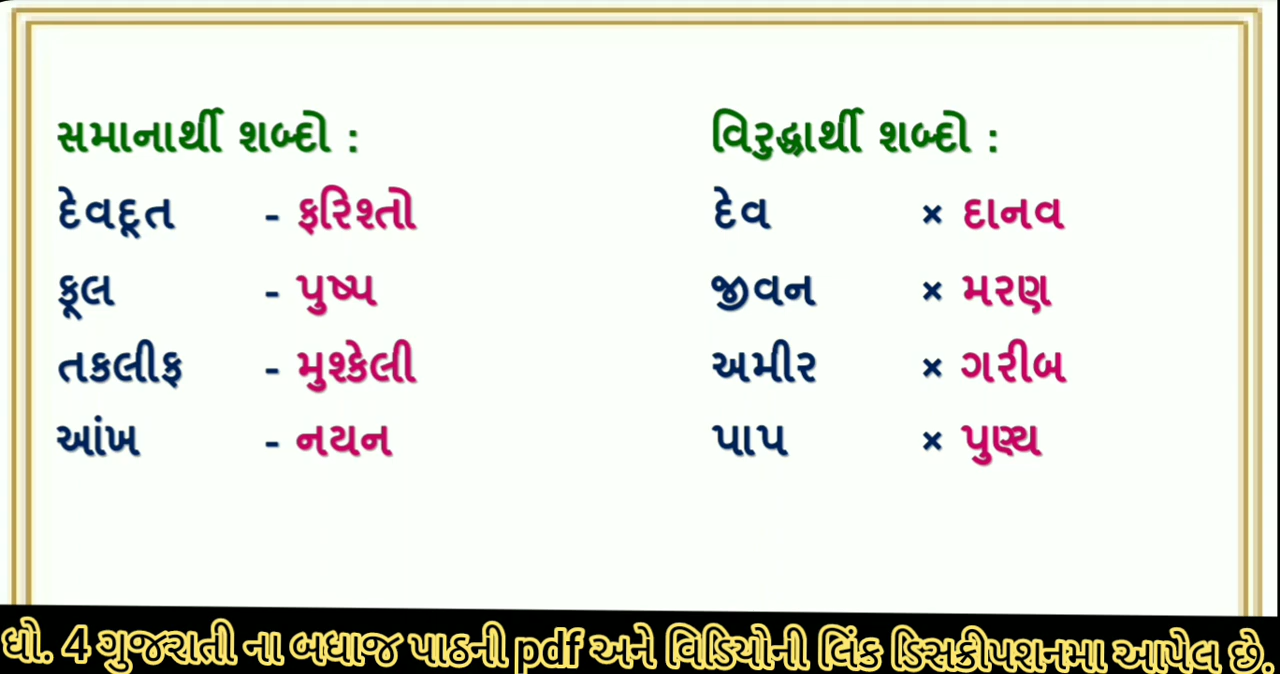 સમાનાર્થી શબ્દો :
દેવદૂત - ફરિશ્તો
ફૂલ - પુષ્પ
તકલીફ - મુશ્કેલી
આંખ - નયન
વિરુદ્ધાર્થી શબ્દો :
દેવ × દાનવ
જીવન × મરણ
અમીર × ગરીબ
પાપ × પુણ્ય
ધો. 4 ગુજરાતી ના બધાજ પાઠની pdf અને વિડિયોની લિંક ડિસક્રીપશનમા આપેલ છે.